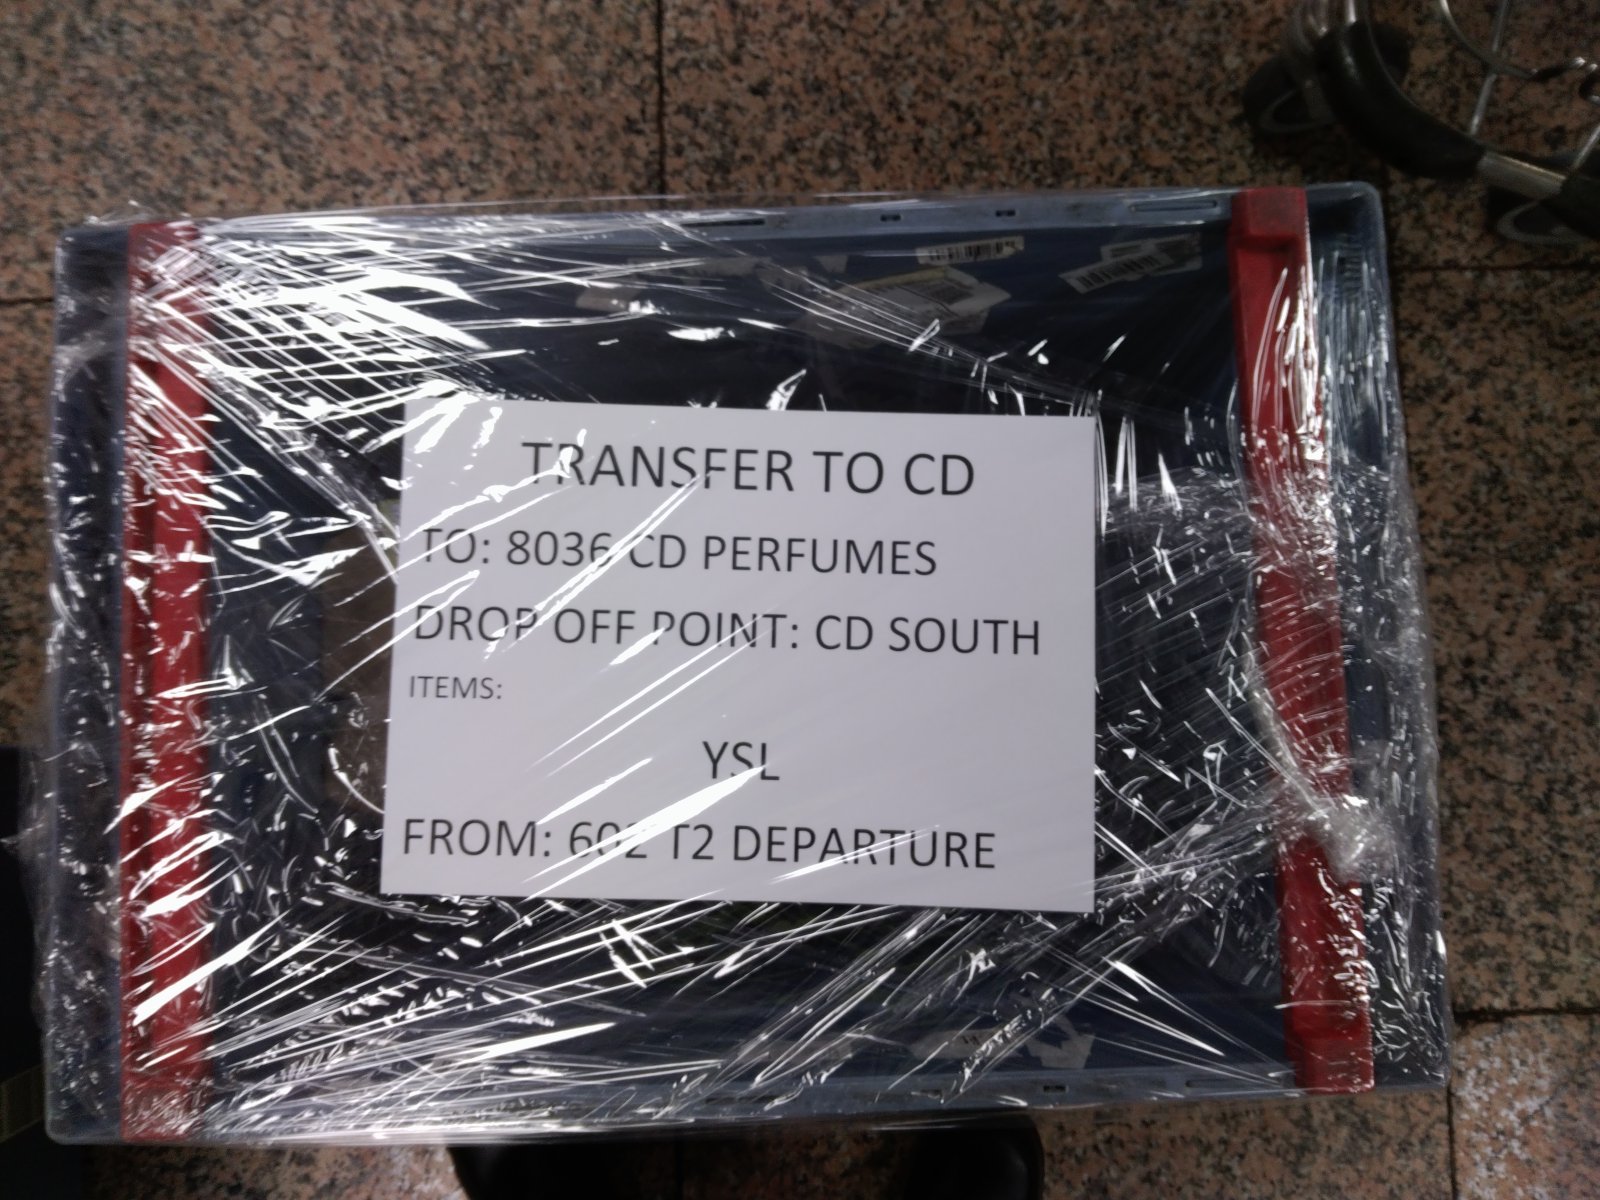 TRANSFER TO CD
TO: 8036 CD PERFUMES
DROP OFF POINT: CD SOUTH
ITEMS:
YSL
FROM: 602 T2 DEPARTURE